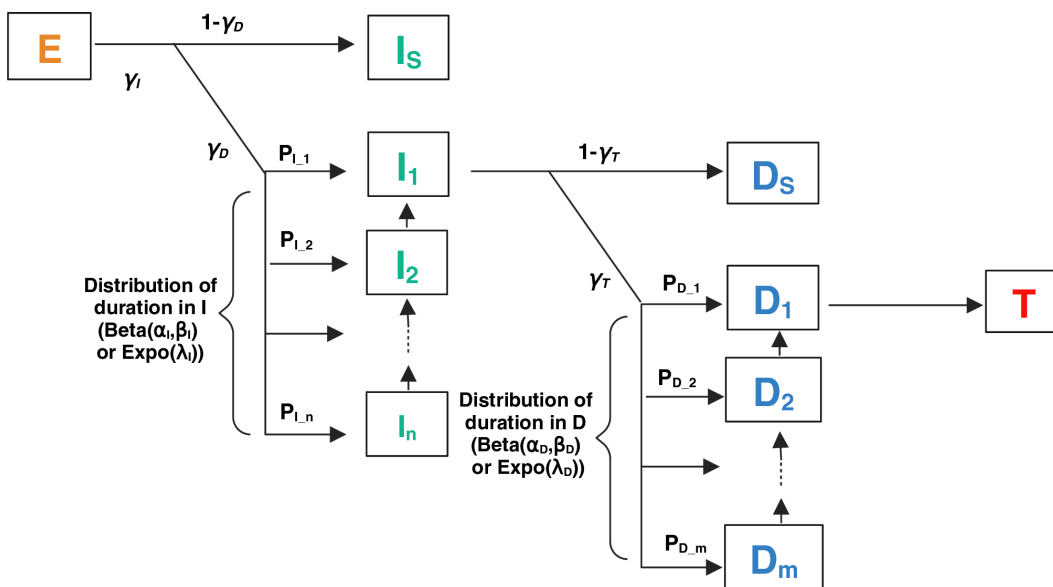 E
1-γD
IS
γI
γD
PI_1
I1
1-γT
DS
PI_2
I2
Distribution of
duration in I
(Beta(αI,βI)
or Expo(λI))
PI_n
In
γT
PD_1
D1
T
PD_2
D2
Distribution of
duration in D
(Beta(αD,βD)
or Expo(λD))
PD_m
Dm